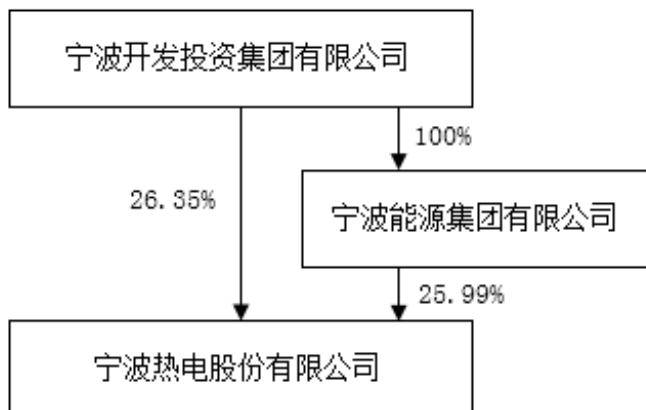 宁波开发投资集团有限公司
100%
26.35%
宁波能源集团有限公司
25.99%
宁波热电股份有限公司